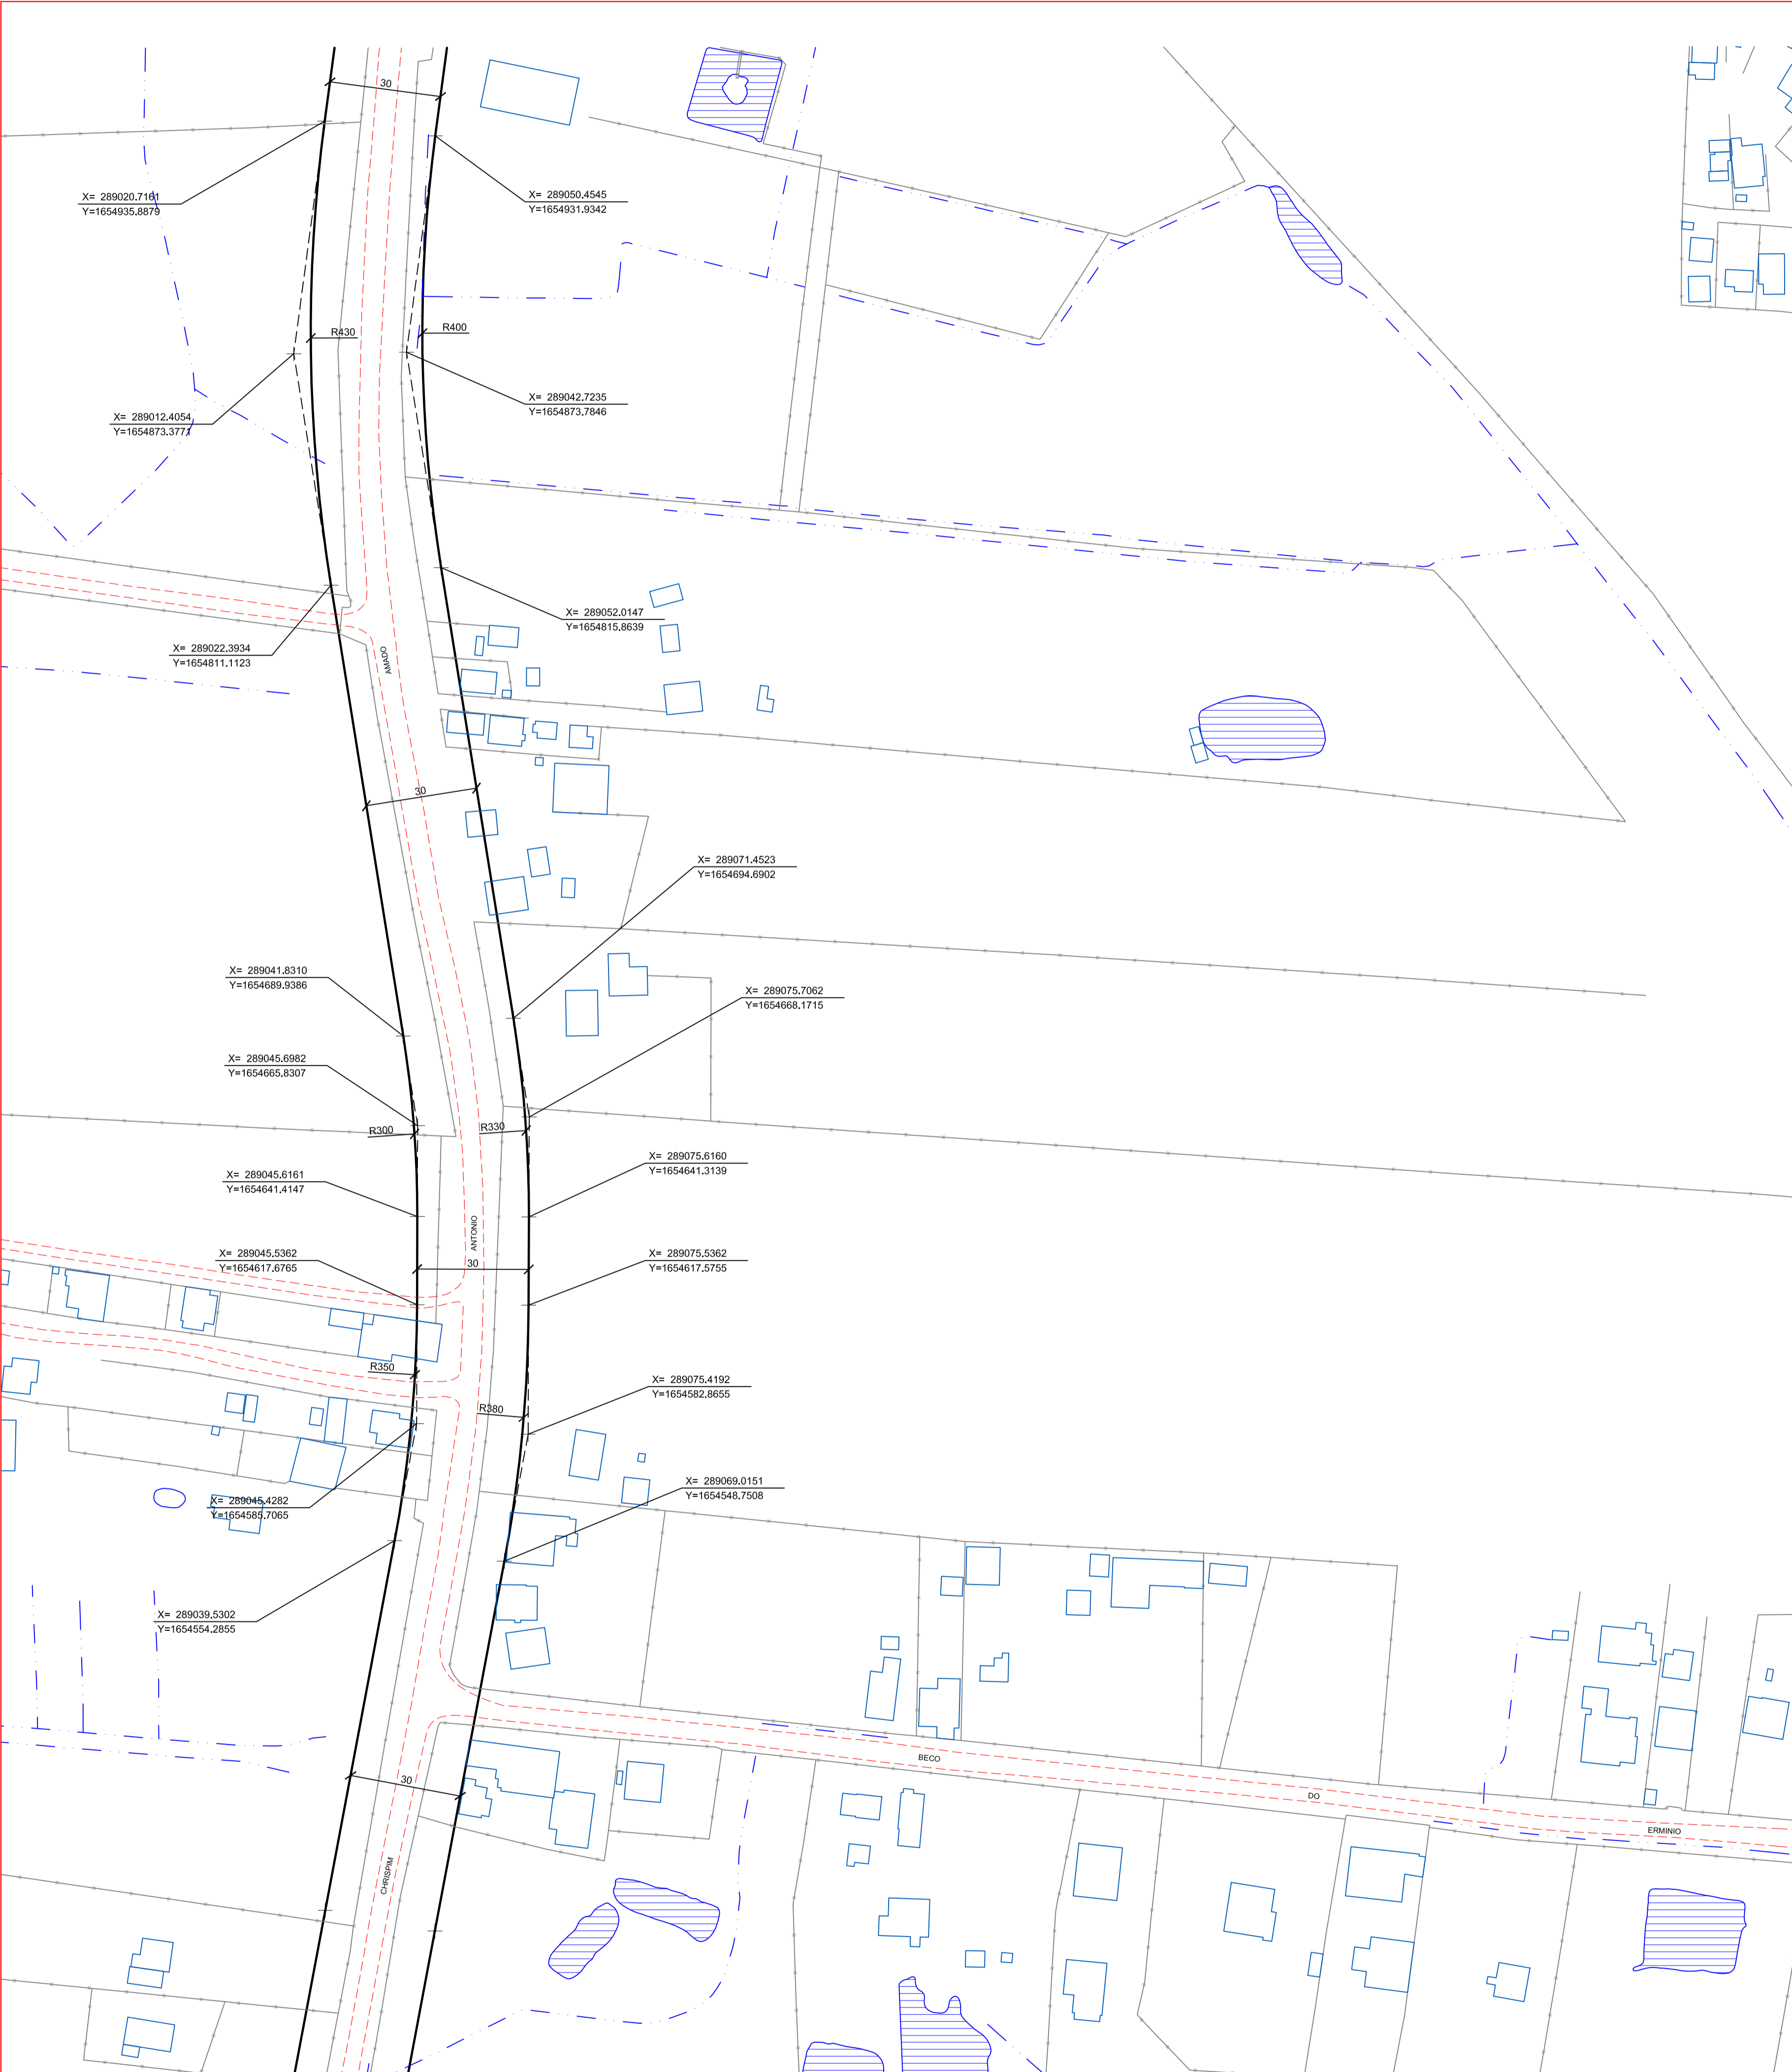 30
X= 289020.7161
Y=1654935.8879
X= 289050.4545
Y=1654931.9342
R430
R400
X= 289012.4054
Y=1654873.3771
X= 289042.7235
Y=1654873.7846
X= 289052.0147
Y=1654815.8639
X= 289022.3934
Y=1654811.1123
AMADO
30
X= 289071.4523
Y=1654694.6902
X= 289041.8310
Y=1654689.9386
X= 289075.7062
Y=1654668.1715
X= 289045.6982
Y=1654665.8307
R300
R330
X= 289075.6160
Y=1654641.3139
X= 289045.6161
Y=1654641.4147
ANTONIO
X= 289045.5362
Y=1654617.6765
30
X= 289075.5362
Y=1654617.5755
R350
X= 289075.4192
Y=1654582.8655
R380
X= 289069.0151
Y=1654548.7508
X= 289045.4282
Y=1654585.7065
X= 289039.5302
Y=1654554.2855
BECO
30
DO
ERMINIO
CHRISPIM